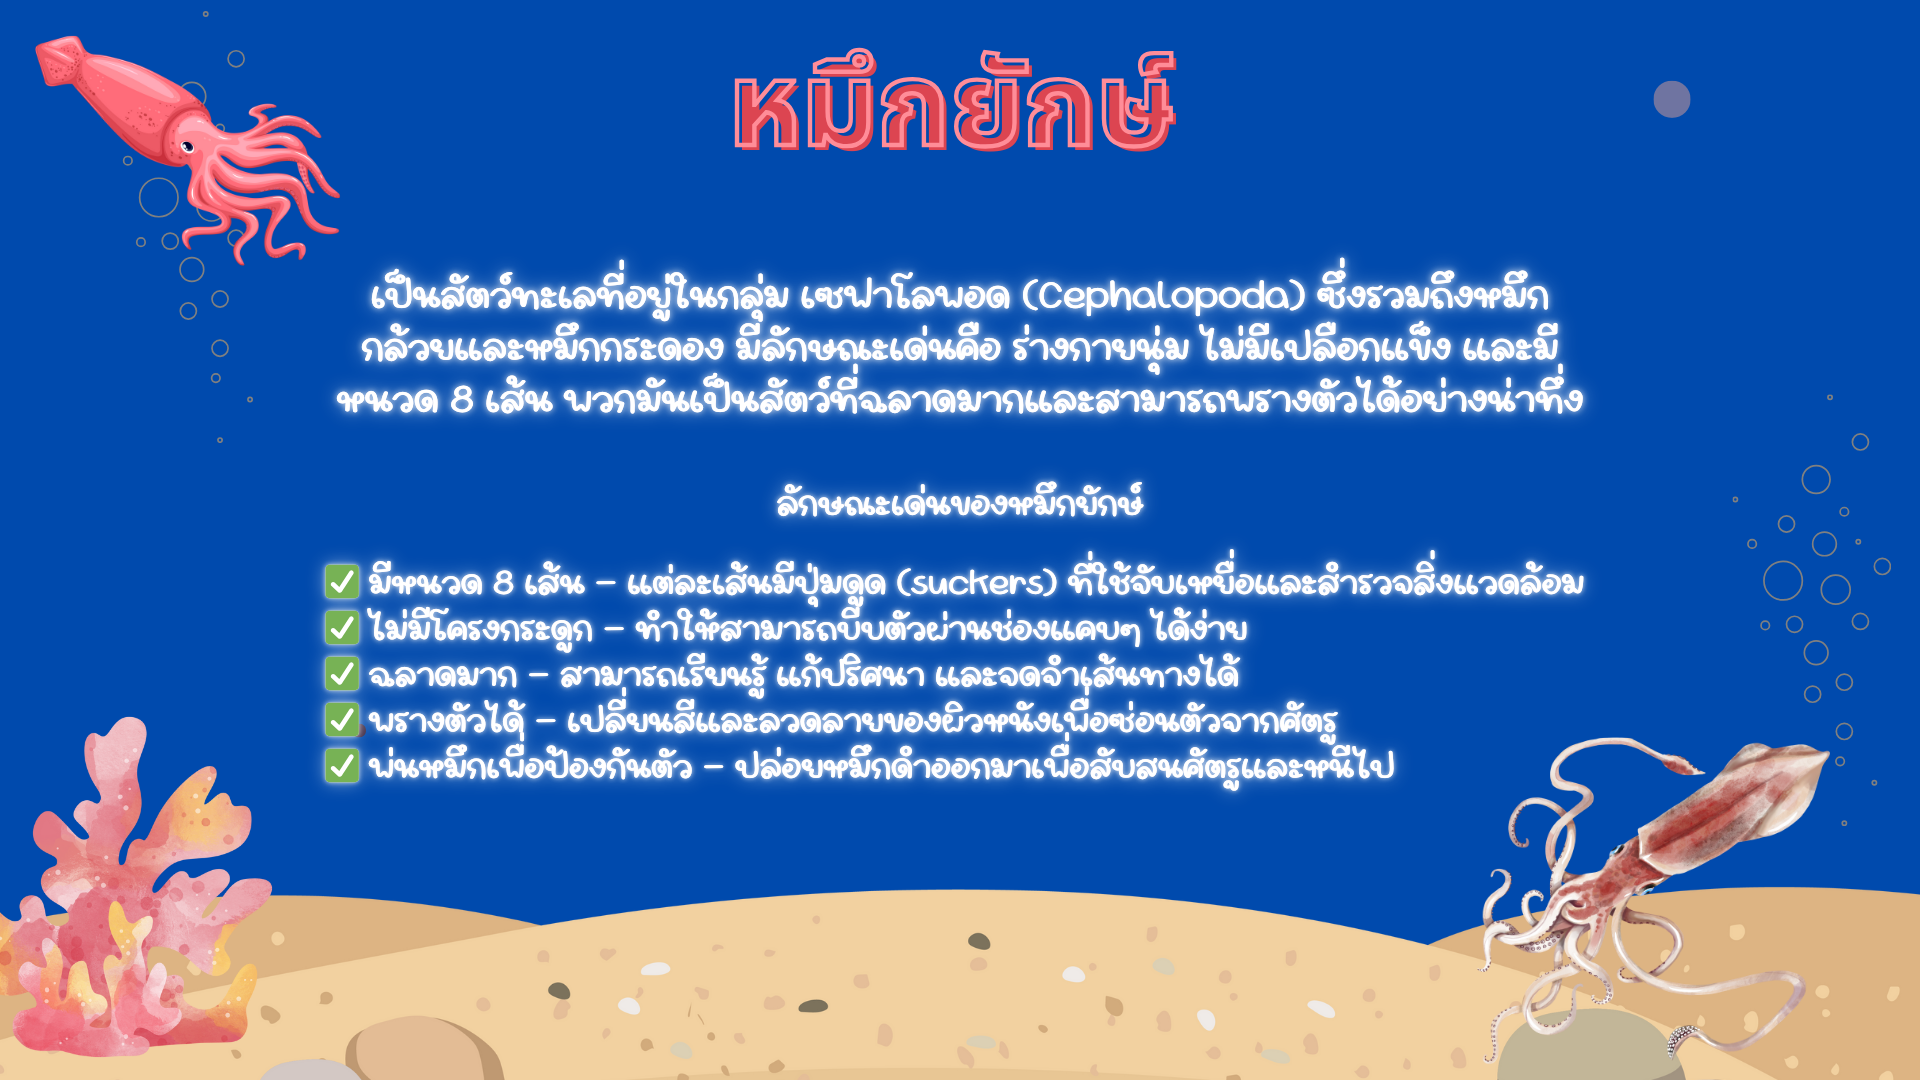 หมึกยักษ์
เป็นสัตว์ทะเลที่อยู่ในกลุ่ม เซฟาโลพอด (Cephalopoda) ซึ่งรวมถึงหมึก
กล้วยและหมึกกระดอง มีลักษณะเด่นคือ ร่างกายนุ่ม ไม่มีเปลือกแข็ง และมี
หนวด 8 เส้น พวกมันเป็นสัตว์ที่ฉลาดมากและสามารถพรางตัวได้อย่างน่าทึ่ง
ลักษณะเด่นของหมึกยักษ์
✅ มีหนวด 8 เส้น – แต่ละเส้นมีปุ่มดูด (suckers) ที่ใช้จับเหยื่อและสำรวจสิ่งแวดล้อม
✅ ไม่มีโครงกระดูก – ทำให้สามารถบีบตัวผ่านช่องแคบๆ ได้ง่าย
✅ ฉลาดมาก – สามารถเรียนรู้ แก้ปริศนา และจดจำเส้นทางได้
✅ พรางตัวได้ – เปลี่ยนสีและลวดลายของผิวหนังเพื่อซ่อนตัวจากศัตรู
✅ พ่นหมึกเพื่อป้องกันตัว – ปล่อยหมึกดำออกมาเพื่อสับสนศัตรูและหนีไป